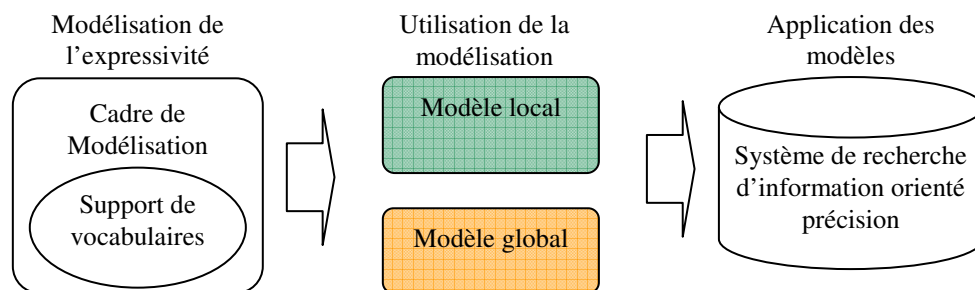 Modélisation de
l'expressivité
Cadre de
Modélisation
Support de
vocabulaires
Utilisation de la
modélisation
Modèle local
Modèle global
Application des
modèles
Système de recherche
d'information orienté
précision